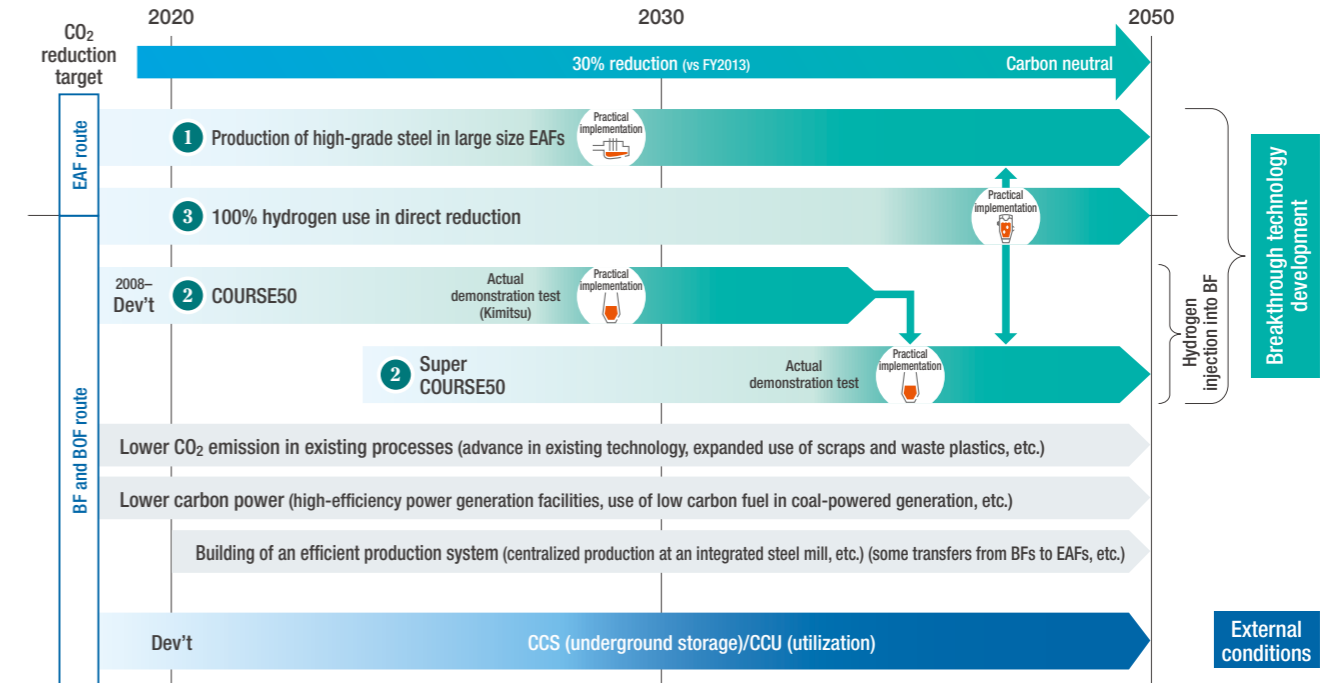 2020
2030
2050
CO₂
reduction
target
30% reduction (vs FY2013)
Carbon neutral
EAF route
1 Production of high-grade steel in large size EAFs
Practical
implementation
3 100% hydrogen use in direct reduction
Practical
implementation
2008–
Dev't
2 COURSE50
Actual
demonstration test
(Kimitsu)
Practical
implementation
2 Super
COURSE50
Actual
demonstration test
Practical
implementation
Hydrogen
injection into BF
Breakthrough technology
development
BF and BOF route
Lower CO₂ emission in existing processes (advance in existing technology, expanded use of scraps and waste plastics, etc.)
Lower carbon power (high-efficiency power generation facilities, use of low carbon fuel in coal-powered generation, etc.)
Building of an efficient production system (centralized production at an integrated steel mill, etc.) (some transfers from BFs to EAFs, etc.)
Dev't
CCS (underground storage)/CCU (utilization)
External
conditions